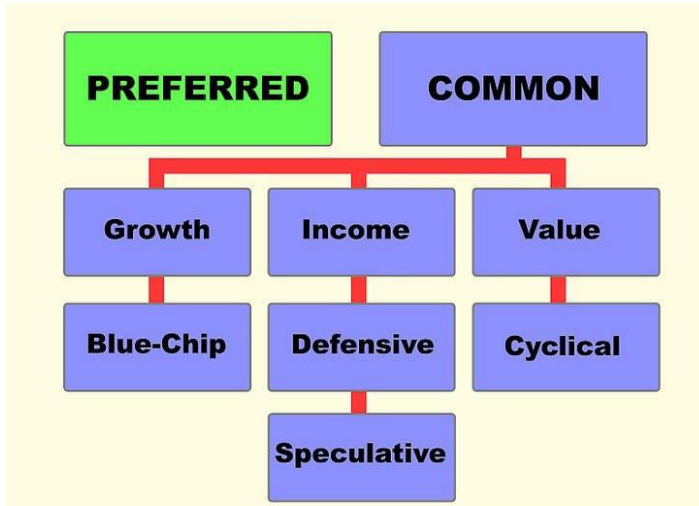 PREFERRED
COMMON
Growth
Income
Value
Blue-Chip
Defensive
Cyclical
Speculative